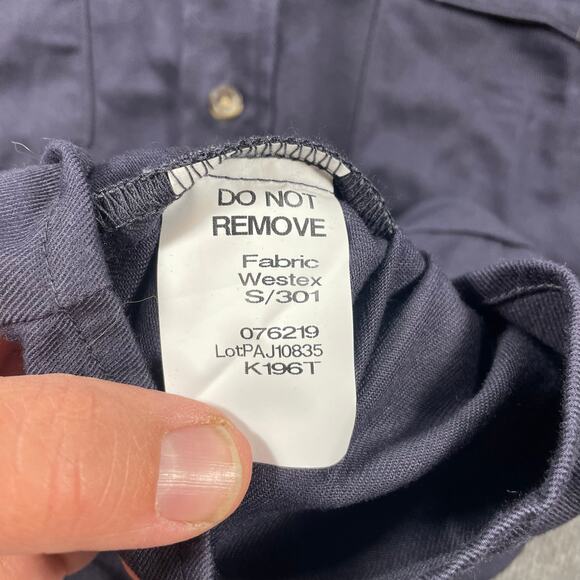 DO NOT
REMOVE
Fabric
Westex
S/301
076219
LotPAJ10835
K196T